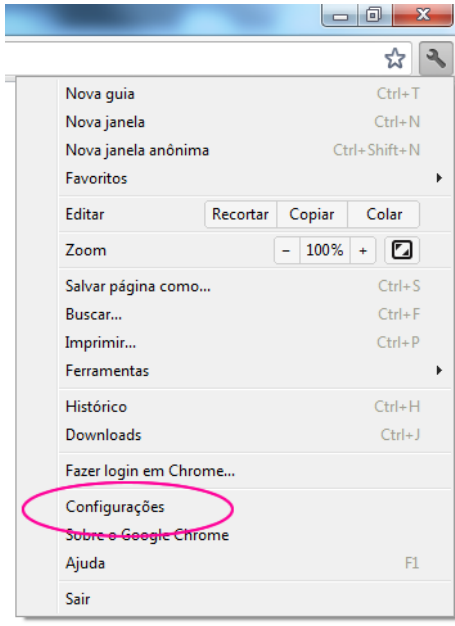 Nova guia Ctrl+T
Nova janela Ctrl+N
Nova janela anônima Ctrl+Shift+N
Favoritos
Editar Recortar Copiar Colar
Zoom - 100% +
Salvar página como... Ctrl+S
Buscar... Ctrl+F
Imprimir... Ctrl+P
Ferramentas
Histórico Ctrl+H
Downloads Ctrl+J
Fazer login em Chrome...
Configurações
Sobre o Google Chrome
Ajuda F1
Sair